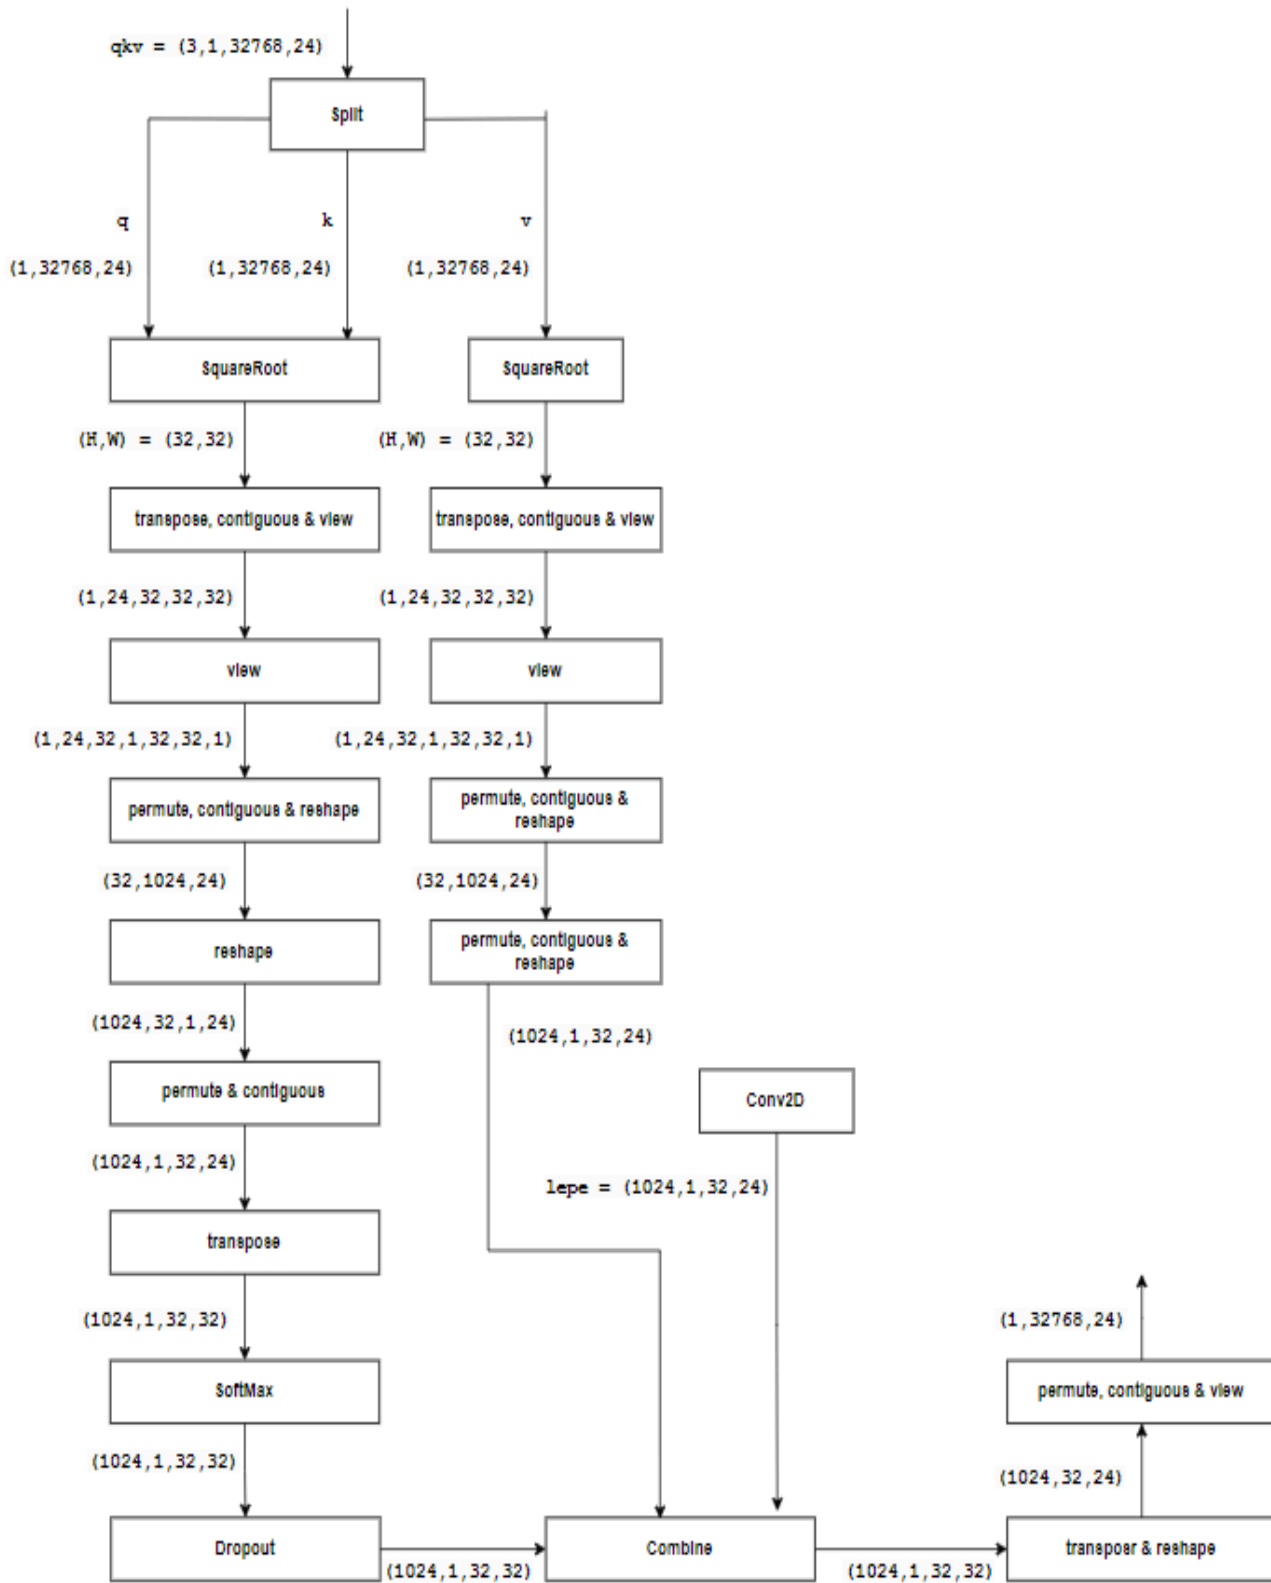 qkv = (3,1,32768,24)
Split
q
k
v
(1,32768,24)
(1,32768,24)
(1,32768,24)
SquareRoot
SquareRoot
(H,W) = (32,32)
(H,W) = (32,32)
transpose, contiguous & view
transpose, contiguous & view
(1,24,32,32,32)
(1,24,32,32,32)
view
view
(1,24,32,1,32,32,1)
(1,24,32,1,32,32,1)
permute, contiguous & reshape
permute, contiguous &
reshape
(32,1024,24)
(32,1024,24)
reshape
permute, contiguous &
reshape
(1024,32,1,24)
(1024,1,32,24)
permute & contiguous
Conv2D
(1024,1,32,24)
lepe = (1024,1,32,24)
transpose
(1024,1,32,32)
(1,32768,24)
SoftMax
permute, contiguous & view
(1024,1,32,32)
(1024,32,24)
Dropout
(1024,1,32,32)
Combine
(1024,1,32,32)
transposr & reshape